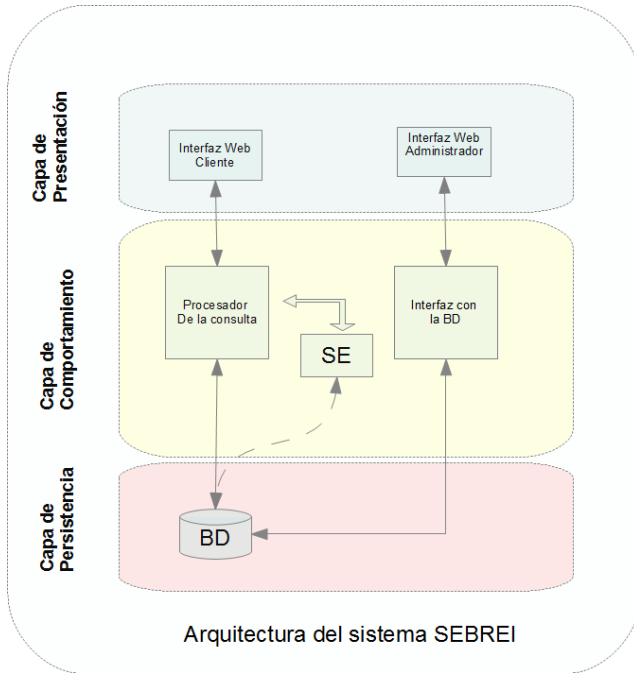 Capa de
Presentación
Interfaz Web
Cliente
Interfaz Web
Administrador
Capa de
Comportamiento
Procesador
De la consulta
SE
Interfaz con
la BD
Capa de
Persistencia
BD
Arquitectura del sistema SEBREI